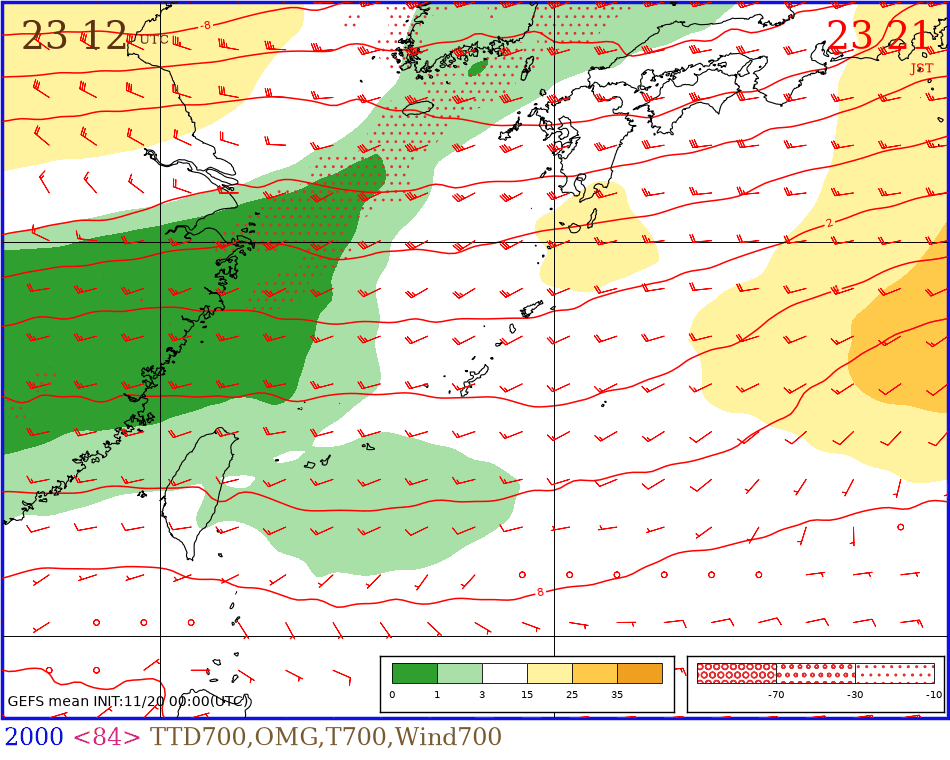 23 12 UTC
23 21
JST
-8
2
8
0 1 3 15 25 35
-70 -30 -10
GEFS mean INIT:11/20 00:00(UTC)
2000 <84> TTD700,OMG,T700,Wind700